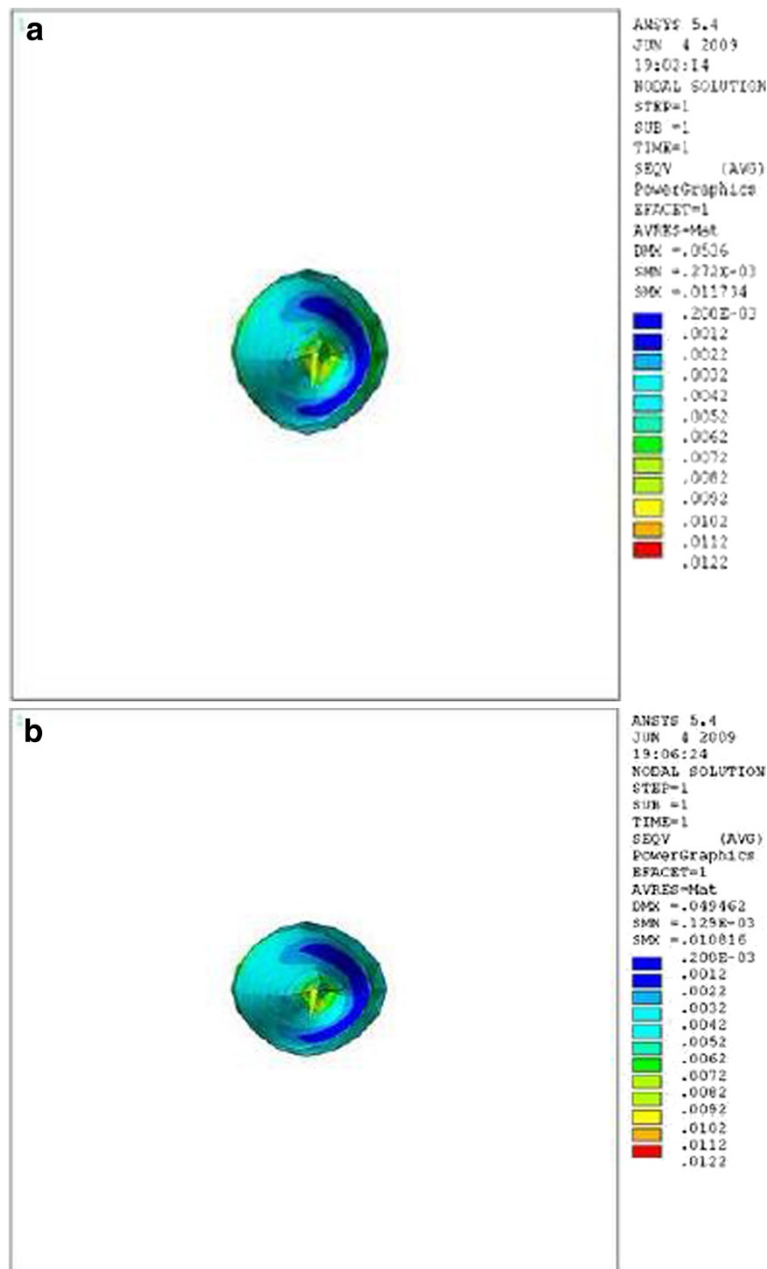 a
ANSYS 5.4
JUN 4 2009
19:02:14
NODAL SOLUTION
STEP=1
SUB =1
TIME=1
SEQV (AVG)
PowerGraphics
EFACET=1
AVRES=Mat
DMX =.0536
SMN =.272E-03
SMX =.011734
.200E-03
.0012
.0022
.0032
.0042
.0052
.0062
.0072
.0082
.0092
.0102
.0112
.0122
b
ANSYS 5.4
JUN 4 2009
19:06:24
NODAL SOLUTION
STEP=1
SUB =1
TIME=1
SEQV (AVG)
PowerGraphics
EFACET=1
AVRES=Mat
DMX =.049462
SMN =.129E-03
SMX =.010816
.200E-03
.0012
.0022
.0032
.0042
.0052
.0062
.0072
.0082
.0092
.0102
.0112
.0122